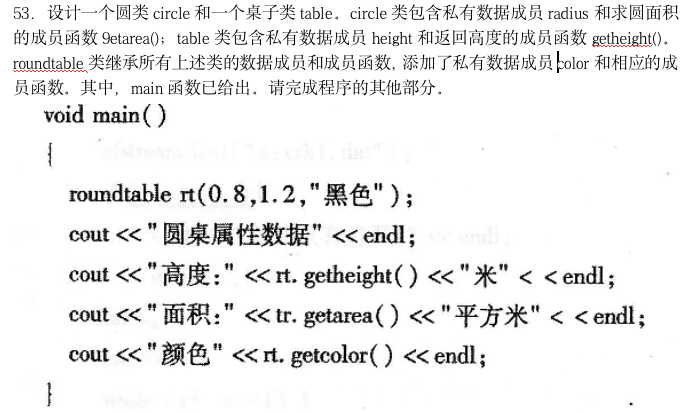 53．设计一个圆类 circle 和一个桌子类 table。circle 类包含私有数据成员 radius 和求圆面积
的成员函数 9etarea()；table 类包含私有数据成员 height 和返回高度的成员函数 getheight()。
roundtable 类继承所有上述类的数据成员和成员函数, 添加了私有数据成员 color 和相应的成
员函数。其中，main 函数已给出。请完成程序的其他部分。
void main( )
{
roundtable rt(0.8,1.2,"黑色");
cout <<"圆桌属性数据"<<endl;
cout <<"高度:"<<rt. getheight( ) <<"米"< <endl;
cout <<"面积:"<<tr. getarea( ) <<"平方米"< <endl;
cout <<"颜色"<<rt. getcolor( ) <<endl;
}